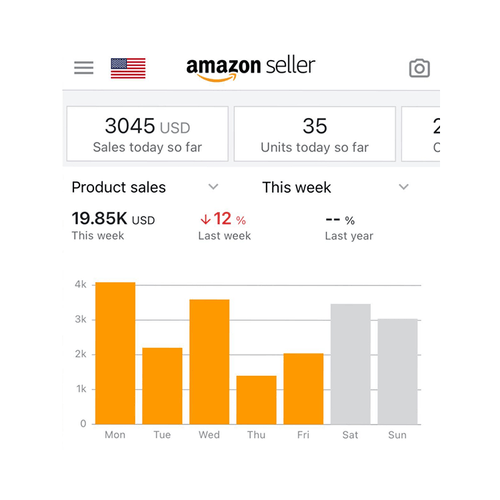 amazon seller
3045 USD
Sales today so far
35
Units today so far
2
Product sales
This week
19.85K USD
This week
↓12 %
Last week
-- %
Last year
4k
3k
2k
1k
0
Mon Tue Wed Thu Fri Sat Sun